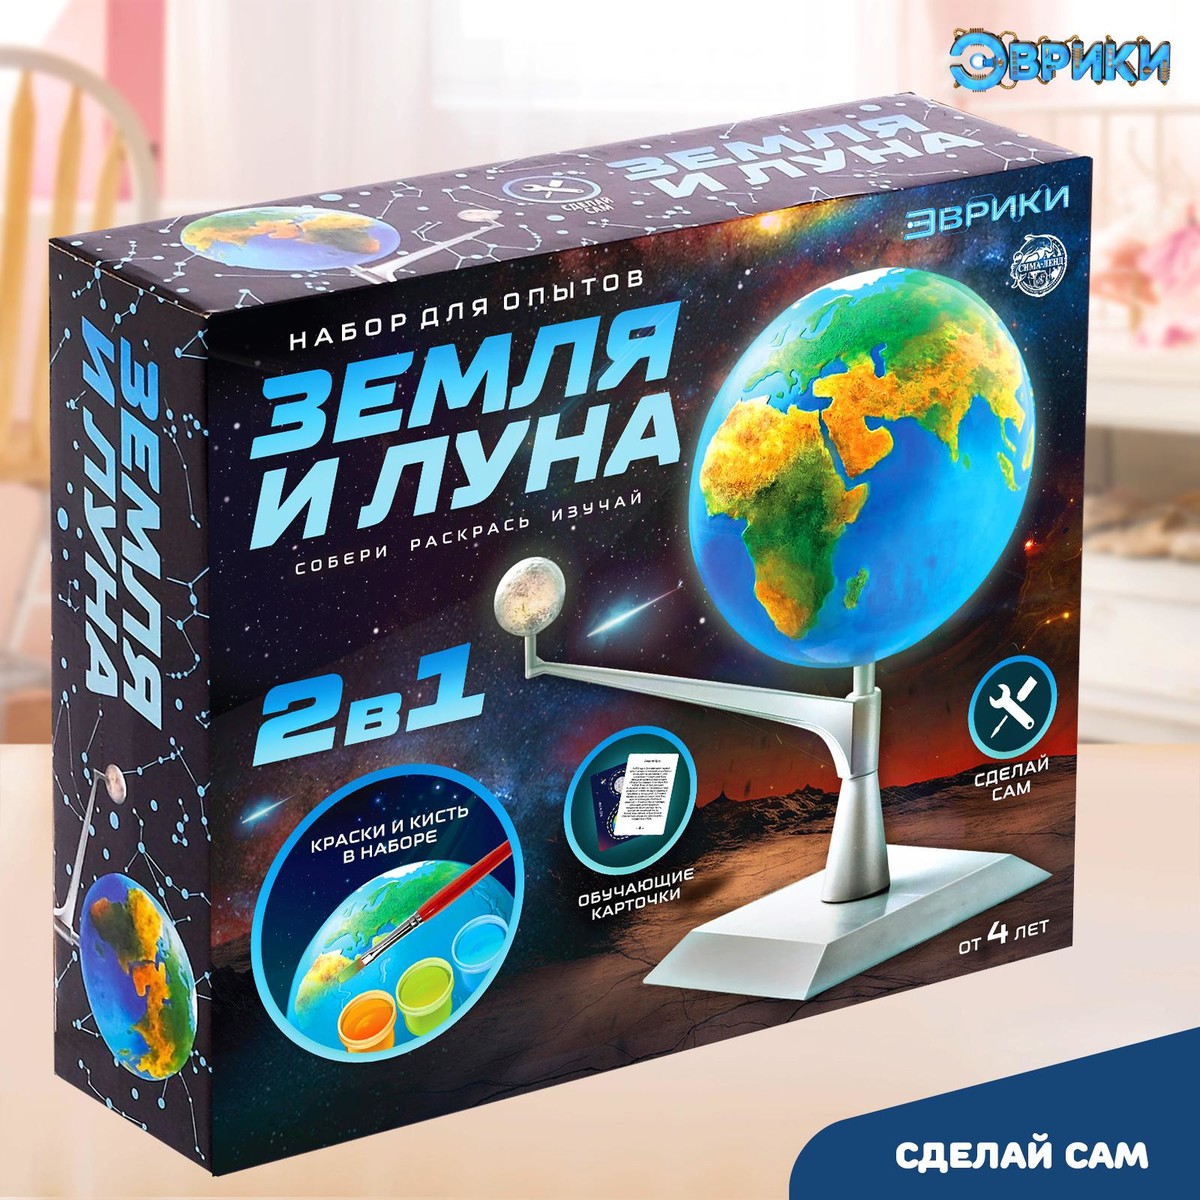 ЭВРИКИ
ЗЕМЛЯ
И ЛУНА
СДЕЛАЙ
САМ
ЭВРИКИ
СИМА-ЛЕНД
НАБОР ДЛЯ ОПЫТОВ
ЗЕМЛЯ
И ЛУНА
СОБЕРИ РАСКРАСЬ ИЗУЧАЙ
ЗЕМЛЯ
И ЛУНА
2в1
КРАСКИ И КИСТЬ
В НАБОРЕ
ОБУЧАЮЩИЕ
КАРТОЧКИ
СДЕЛАЙ
САМ
ОТ 4 ЛЕТ
СДЕЛАЙ САМ